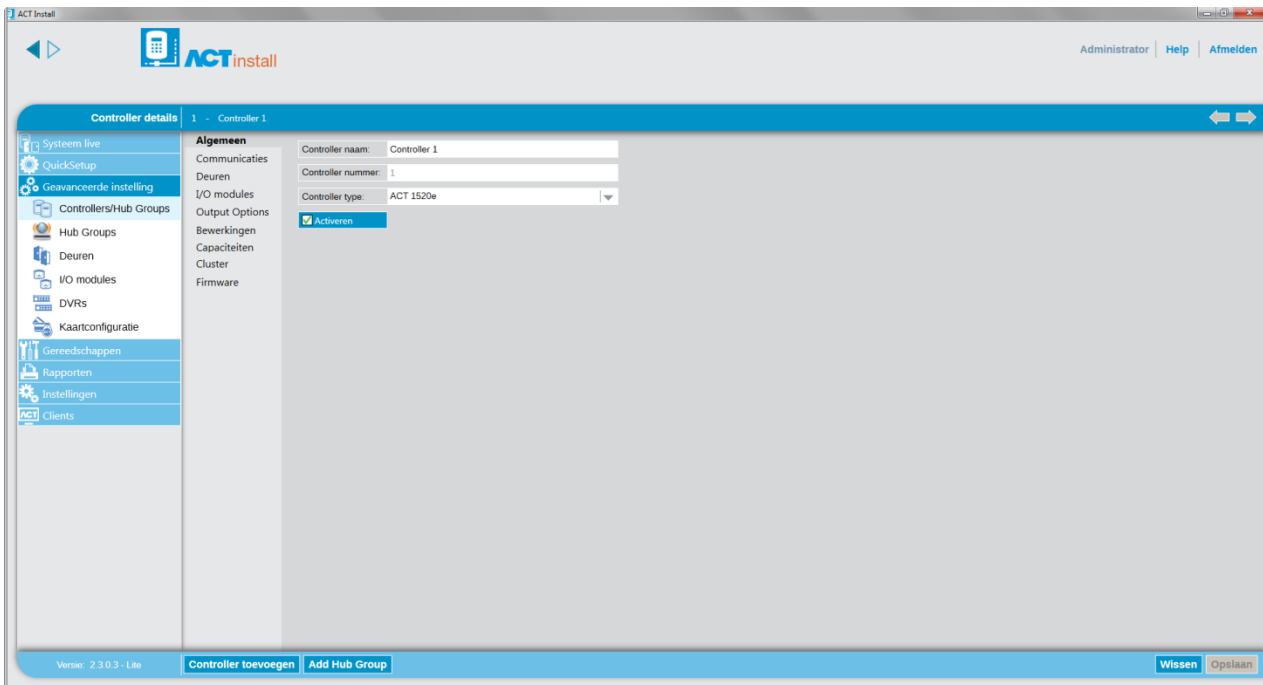 ACT Install
ACTinstall
Administrator
Help
Afmelden
Controller details
1 - Controller 1
Systeem live
QuickSetup
Geavanceerde instelling
Controllers/Hub Groups
Hub Groups
Deuren
I/O modules
DVRs
Kaartconfiguratie
Gereedschappen
Rapporten
Instellingen
ACT Clients
Algemeen
Communicaties
Deuren
I/O modules
Output Options
Bewerkingen
Capaciteiten
Cluster
Firmware
Controller naam: Controller 1
Controller nummer: 1
Controller type: ACT 1520e
Activeren
Versie: 2.3.0.3 - Lite
Controller toevoegen
Add Hub Group
Wissen
Opslaan